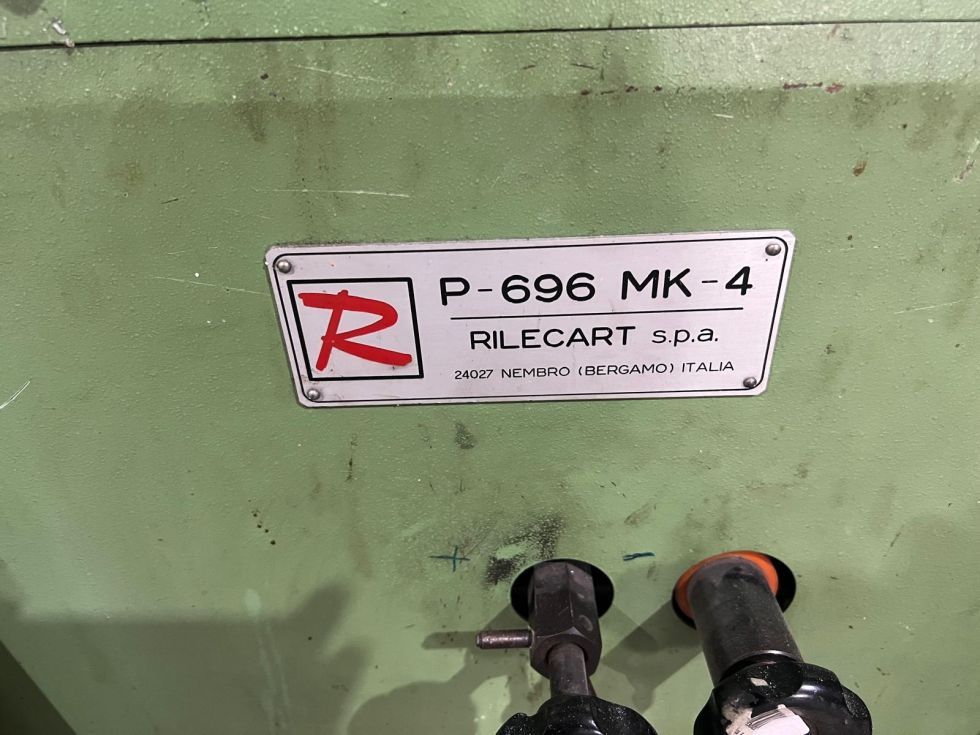 R
P-696 MK-4
RILECART s.p.a.
24027 NEMBRO (BERGAMO) ITALIA
+ -